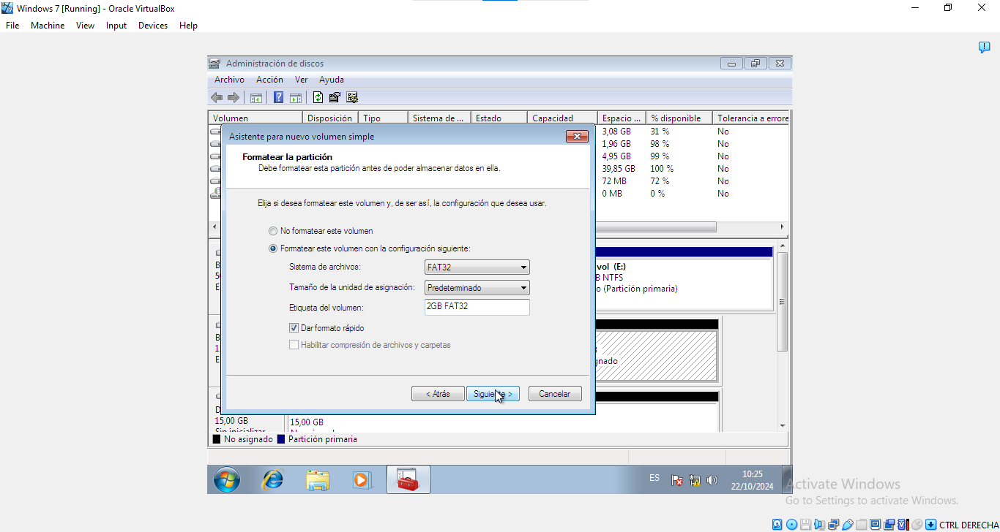 Windows 7 [Running] - Oracle VirtualBox
File Machine View Input Devices Help
Administración de discos
Archivo Acción Ver Ayuda
Volumen Disposición Tipo Sistema de ... Estado Capacidad Espacio ... % disponible Tolerancia a errore
3,08 GB 31 % No
1,96 GB 98 % No
4,95 GB 99 % No
39,85 GB 100 % No
72 MB 72 % No
0 MB 0 % No
Asistente para nuevo volumen simple
Formatear la partición
Debe formatear esta partición antes de poder almacenar datos en ella.
Elija si desea formatear este volumen y, de ser así, la configuración que desea usar.
No formatear este volumen
Formatear este volumen con la configuración siguiente:
Sistema de archivos: FAT32
Tamaño de la unidad de asignación: Predeterminado
Etiqueta del volumen: 2GB FAT32
Dar formato rápido
Habilitar compresión de archivos y carpetas
< Atrás Siguiente > Cancelar
vol (E:)
B NTFS
o (Partición primaria)
gnado
15,00 GB 15,00 GB
Sin inicializar
No asignado Partición primaria
ES
10:25
22/10/2024
Activate Windows
Go to Settings to activate Windows.
CTRL DERECHA